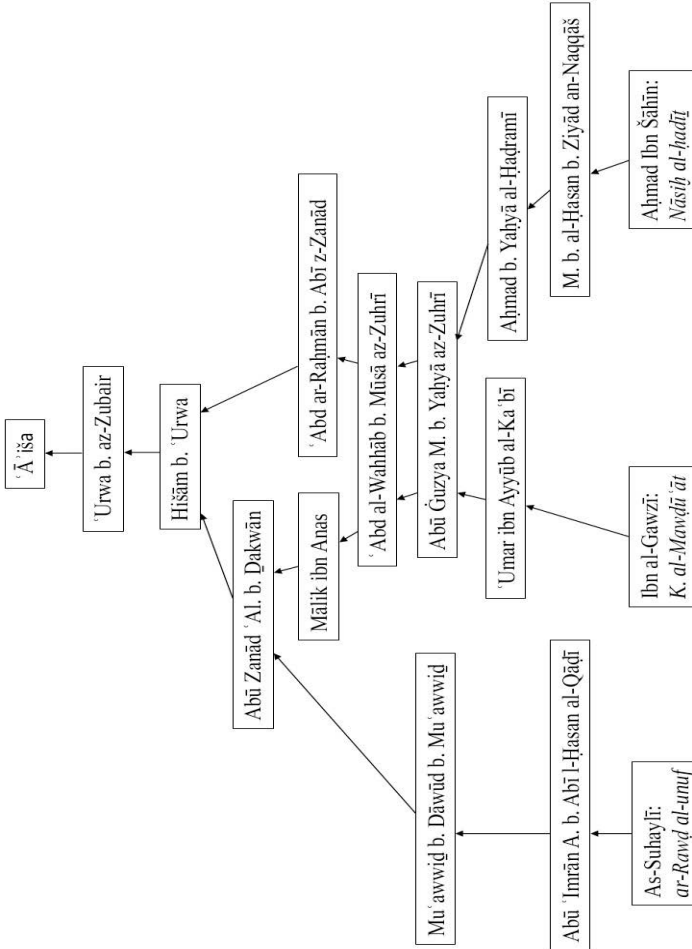 ʿĀʾiša
ʿUrwa b. az-Zubair
Hišām b. ʿUrwa
Abū Zanād ʿAl. b. Ḏakwān
ʿAbd ar-Raḥmān b. Abī z-Zanād
Mālik ibn Anas
ʿAbd al-Wahhāb b. Mūsā az-Zuhrī
Muʿawwiḏ b. Dāwūd b. Muʿawwiḏ
Abū Ġuzya M. b. Yaḥyā az-Zuhrī
ʿUmar ibn Ayyūb al-Kaʿbī
Aḥmad b. Yaḥyā al-Ḥaḍramī
Abū ʿImrān A. b. Abī l-Ḥasan al-Qāḍī
M. b. al-Ḥasan b. Ziyād an-Naqqāš
As-Suhaylī:
ar-Rawḍ al-unuf
Ibn al-Gawzī:
K. al-Mawḍūʿāt
Aḥmad Ibn Šāhīn:
Nāsiḫ al-ḥadīṯ